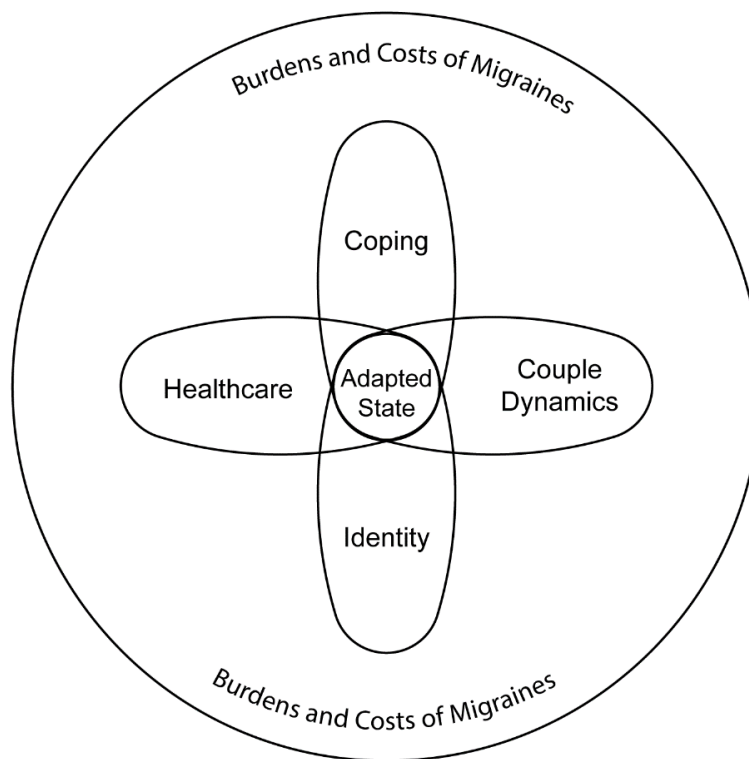 Burdens and Costs of Migraines
Coping
Healthcare
Adapted
State
Couple
Dynamics
Identity
Burdens and Costs of Migraines